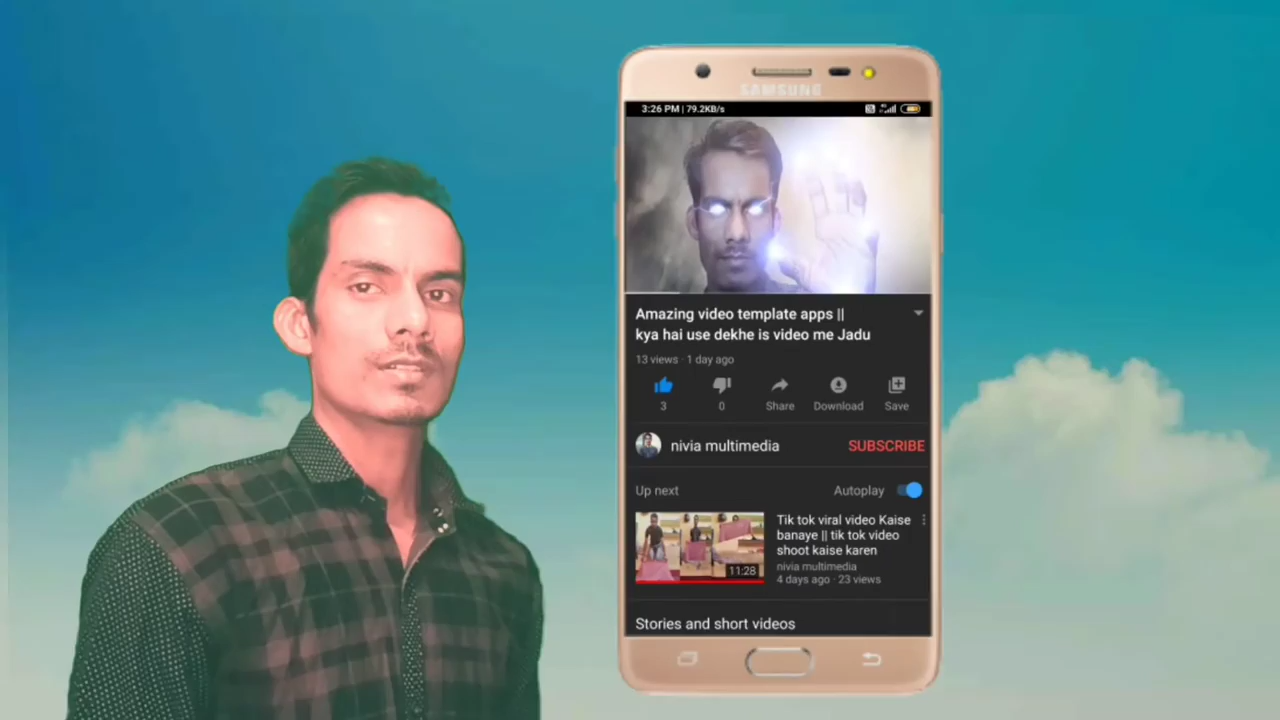 SAMSUNG
3:26 PM | 79.2KB/s
Amazing video template apps ||
kya hai use dekhe is video me Jadu
13 views · 1 day ago
3
0
Share
Download
Save
nivia multimedia
SUBSCRIBE
Up next
Autoplay
11:28
Tik tok viral video Kaise
banaye || tik tok video
shoot kaise karen
nivia multimedia
4 days ago · 23 views
Stories and short videos